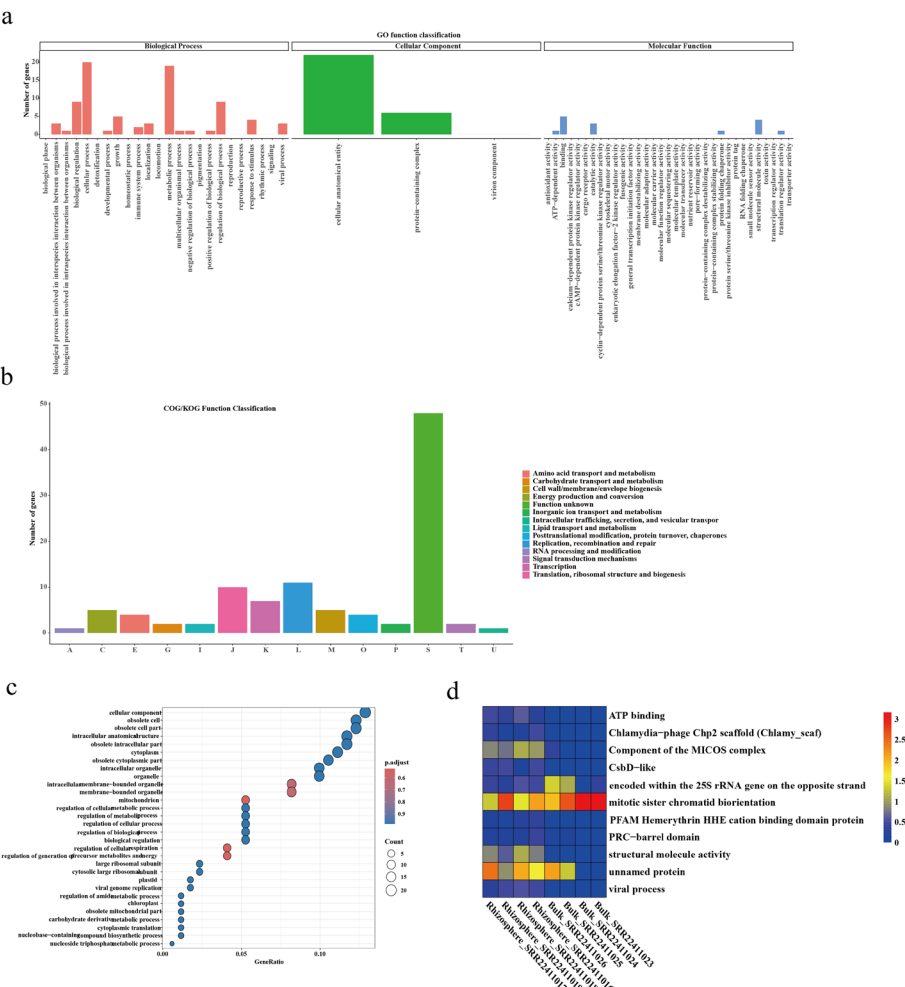 a
GO function classification
Biological Process
Cellular Component
Molecular Function
Number of genes
20
15
10
5
0
biological phase
biological process involved in interspecies interaction between organisms
biological process involved in intraspecies interaction between organisms
biological regulation
cellular process
detoxification
developmental process
growth
homeostatic process
immune system process
localization
locomotion
metabolic process
multicellular organismal process
negative regulation of biological process
pigmentation
positive regulation of biological process
regulation of biological process
reproduction
reproductive process
response to stimulus
rhythmic process
signaling
viral process
cellular anatomical entity
protein−containing complex
virion component
antioxidant activity
ATP−dependent activity
binding
calcium−dependent protein kinase regulator activity
cAMP−dependent protein kinase regulator activity
cargo receptor activity
catalytic activity
cyclin−dependent protein serine/threonine kinase regulator activity
cytoskeletal motor activity
eukaryotic elongation factor−2 kinase regulator activity
fusogenic activity
general transcription initiation factor activity
membrane destabilizing activity
molecular adaptor activity
molecular carrier activity
molecular function regulator activity
molecular sequestering activity
molecular template activity
molecular transducer activity
nutrient reservoir activity
pore−forming activity
protein−containing complex destabilizing activity
protein−containing complex stabilizing activity
protein folding chaperone
protein serine/threonine kinase inhibitor activity
protein tag
RNA folding chaperone
small molecule sensor activity
structural molecule activity
toxin activity
transcription regulator activity
translation regulator activity
transporter activity
b
COG/KOG Function Classification
Number of genes
50
40
30
20
10
0
A C E G I J K L M O P S T U
Amino acid transport and metabolism
Carbohydrate transport and metabolism
Cell wall/membrane/envelope biogenesis
Energy production and conversion
Function unknown
Inorganic ion transport and metabolism
Intracellular trafficking, secretion, and vesicular transpor
Lipid transport and metabolism
Posttranslational modification, protein turnover, chaperones
Replication, recombination and repair
RNA processing and modification
Signal transduction mechanisms
Transcription
Translation, ribosomal structure and biogenesis
c
cellular component
obsolete cell
obsolete cell part
intracellular anatomical structure
obsolete intracellular part
cytoplasm
obsolete cytoplasmic part
intracellular organelle
organelle
intracellular membrane−bounded organelle
membrane−bounded organelle
mitochondrion
regulation of cellular metabolic process
regulation of metabolic process
regulation of cellular process
regulation of biological process
biological regulation
regulation of cellular respiration
regulation of generation of precursor metabolites and energy
large ribosomal subunit
cytosolic large ribosomal subunit
plastid
viral genome replication
regulation of amide metabolic process
chloroplast
obsolete mitochondrial part
carbohydrate derivative metabolic process
cytoplasmic translation
nucleobase−containing compound biosynthetic process
nucleoside triphosphate metabolic process
0.00 0.05 0.10
GeneRatio
p.adjust
0.6
0.7
0.8
0.9
Count
5
10
15
20
d
ATP binding
Chlamydia−phage Chp2 scaffold (Chlamy_scaf)
Component of the MICOS complex
CsbD−like
encoded within the 25S rRNA gene on the opposite strand
mitotic sister chromatid biorientation
PFAM Hemerythrin HHE cation binding domain protein
PRC−barrel domain
structural molecule activity
unnamed protein
viral process
3
2.5
2
1.5
1
0.5
0
Bulk_SRR22411026
Bulk_SRR22411025
Bulk_SRR22411024
Bulk_SRR22411023